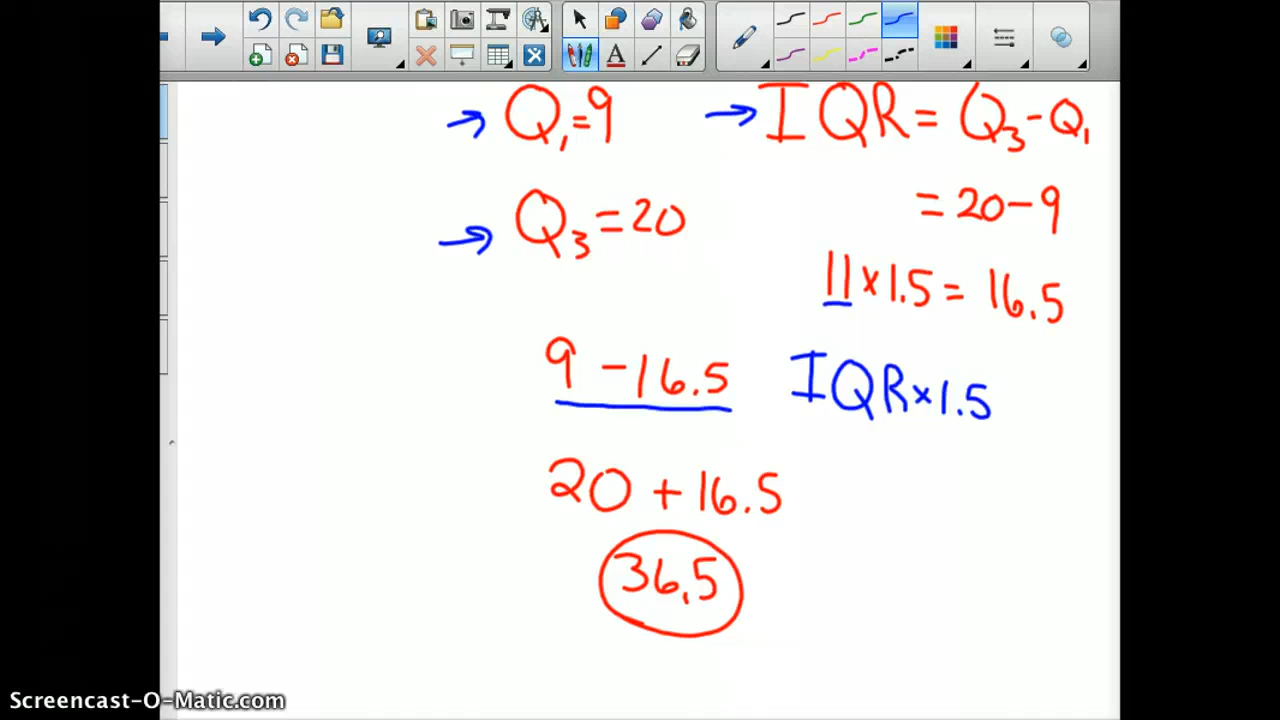 Q₁=9
→ IQR = Q₃-Q₁
→ Q₃=20
= 20-9
11×1.5= 16.5
9 -16.5
IQR×1.5
20 +16.5
36.5
Screencast-O-Matic.com